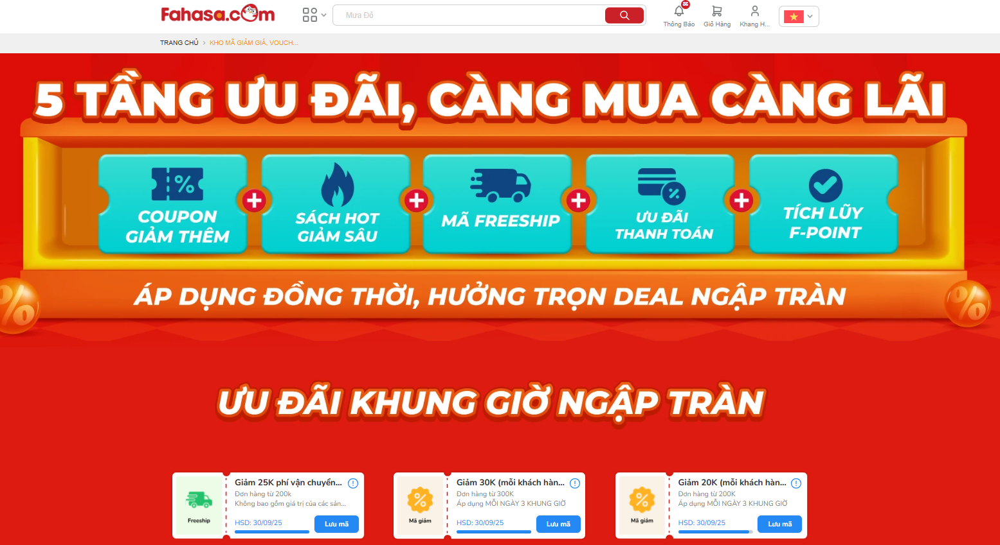 Fahasa.com
Mưa Đỏ
86
Thông Báo
Giỏ Hàng
Khang H...
TRANG CHỦ > KHO MÃ GIẢM GIÁ, VOUCH...
5 TẦNG ƯU ĐÃI, CÀNG MUA CÀNG LÃI
COUPON
GIẢM THÊM
SÁCH HOT
GIẢM SÂU
MÃ FREESHIP
ƯU ĐÃI
THANH TOÁN
TÍCH LŨY
F-POINT
ÁP DỤNG ĐỒNG THỜI, HƯỞNG TRỌN DEAL NGẬP TRÀN
ƯU ĐÃI KHUNG GIỜ NGẬP TRÀN
Freeship
Giảm 25K phí vận chuyển...
Đơn hàng từ 200k
Không bao gồm giá trị của các sản...
HSD: 30/09/25
Lưu mã
Mã giảm
Giảm 30K (mỗi khách hàn...
Đơn hàng từ 300K
Áp dụng MỖI NGÀY 3 KHUNG GIỜ
HSD: 30/09/25
Lưu mã
Mã giảm
Giảm 20K (mỗi khách hàn...
Đơn hàng từ 200K
Áp dụng MỖI NGÀY 3 KHUNG GIỜ
HSD: 30/09/25
Lưu mã